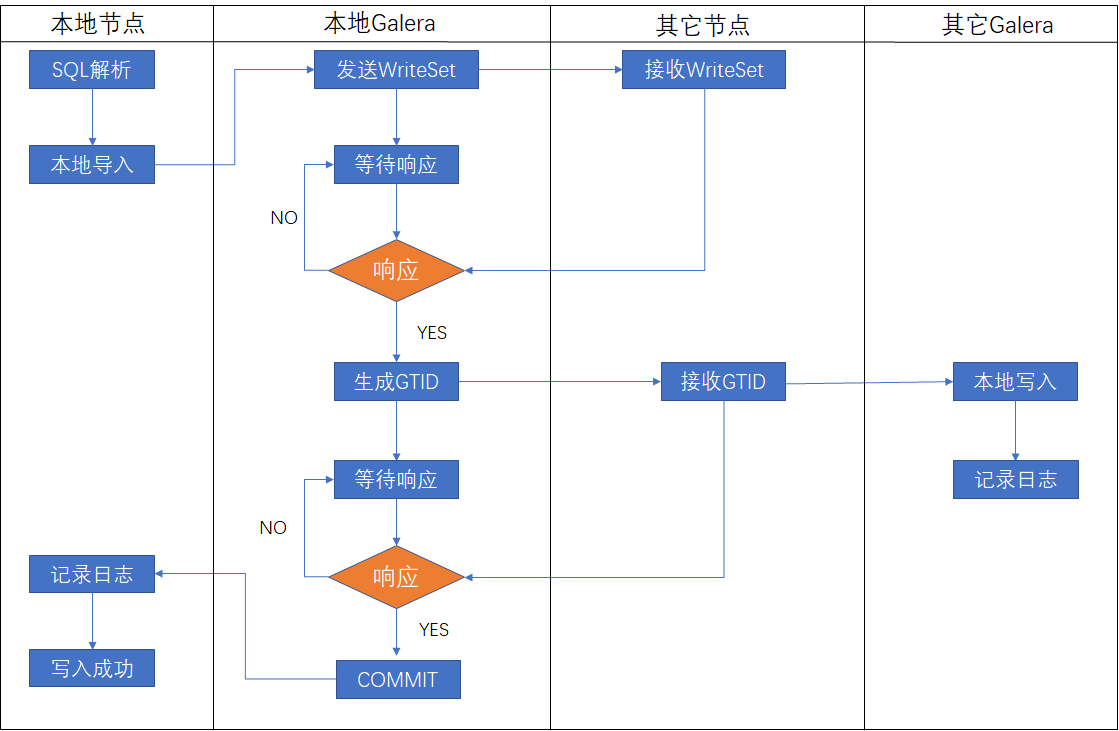 本地节点
本地Galera
其它节点
其它Galera
SQL解析
发送WriteSet
接收WriteSet
本地导入
等待响应
NO
响应
YES
生成GTID
接收GTID
本地写入
等待响应
记录日志
NO
响应
记录日志
YES
写入成功
COMMIT